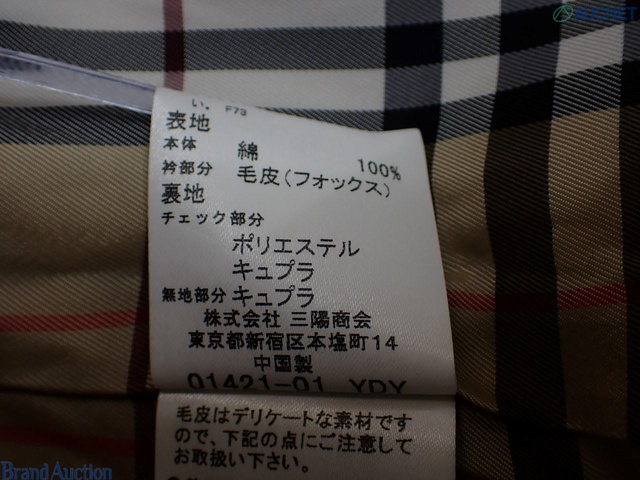 い。 F73
表地
本体 綿 100%
衿部分 毛皮(フォックス)
裏地
チェック部分
ポリエステル
キュプラ
無地部分 キュプラ
株式会社 三陽商会
東京都新宿区本塩町14
中国製
01421-01 YDY
毛皮はデリケートな素材です
ので、下記の点にご注意して
お取扱い下さい。
Brand Auction